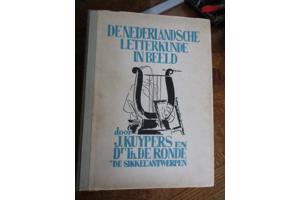 DE NEDERLANDSCHE
LETTERKUNDE
IN BEELD
door
J. KUYPERS EN
Dr TH. DE RONDE
"DE SIKKEL" ANTWERPEN